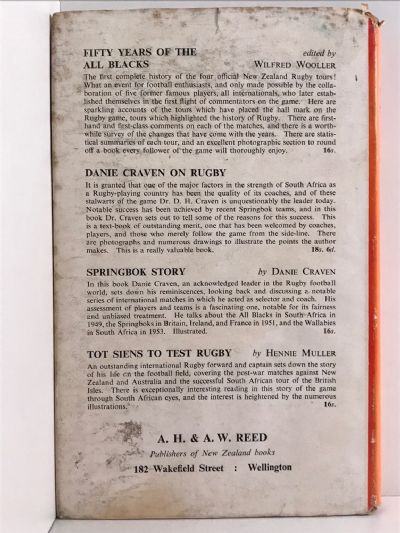 FIFTY YEARS OF THE edited by
ALL BLACKS WILFRED WOOLLER
The first complete history of the four official New Zealand Rugby tours!
What an event for football enthusiasts, and only made possible by the colla-
boration of five former famous players, all internationals, who later estab-
lished themselves in the first flight of commentators on the game. Here are
sparkling accounts of the tours which have placed the hall mark on the
Rugby game, tours which highlighted the history of Rugby. There are first-
hand and first-class comments on each of the matches, and there is a worth-
while survey of the changes that have come with the years. There are statis-
tical summaries of each tour, and an excellent photographic section to round
off a book every follower of the game will thoroughly enjoy. 16s.
DANIE CRAVEN ON RUGBY
It is granted that one of the major factors in the strength of South Africa as
a Rugby-playing country has been the quality of its coaches, and of these
stalwarts of the game Dr. D. H. Craven is unquestionably the leader today.
Notable success has been achieved by recent Springbok teams, and in this
book Dr. Craven sets out to tell some of the reasons for this success. This
is a text-book of outstanding merit, one that has been welcomed by coaches,
players, and those who merely follow the game from the side-line. There
are photographs and numerous drawings to illustrate the points the author
makes. This is a really valuable book. 18s. 6d.
SPRINGBOK STORY by DANIE CRAVEN
In this book Danie Craven, an acknowledged leader in the Rugby football
world, sets down his reminiscences, looking back and discussing a notable
series of international matches in which he acted as selector and coach. His
assessment of players and teams is a fascinating one, notable for its fairness
and unbiased treatment. He talks about the All Blacks in South Africa in
1949, the Springboks in Britain, Ireland, and France in 1951, and the Wallabies
in South Africa in 1953. Illustrated. 16s.
TOT SIENS TO TEST RUGBY by HENNIE MULLER
An outstanding international Rugby forward and captain sets down the story
of his life on the football field, covering the post-war matches against New
Zealand and Australia and the successful South African tour of the British
Isles. There is exceptionally interesting reading in this story of the game
through South African eyes, and the interest is heightened by the numerous
illustrations. 16s.
A. H. & A. W. REED
Publishers of New Zealand books
182 Wakefield Street : Wellington